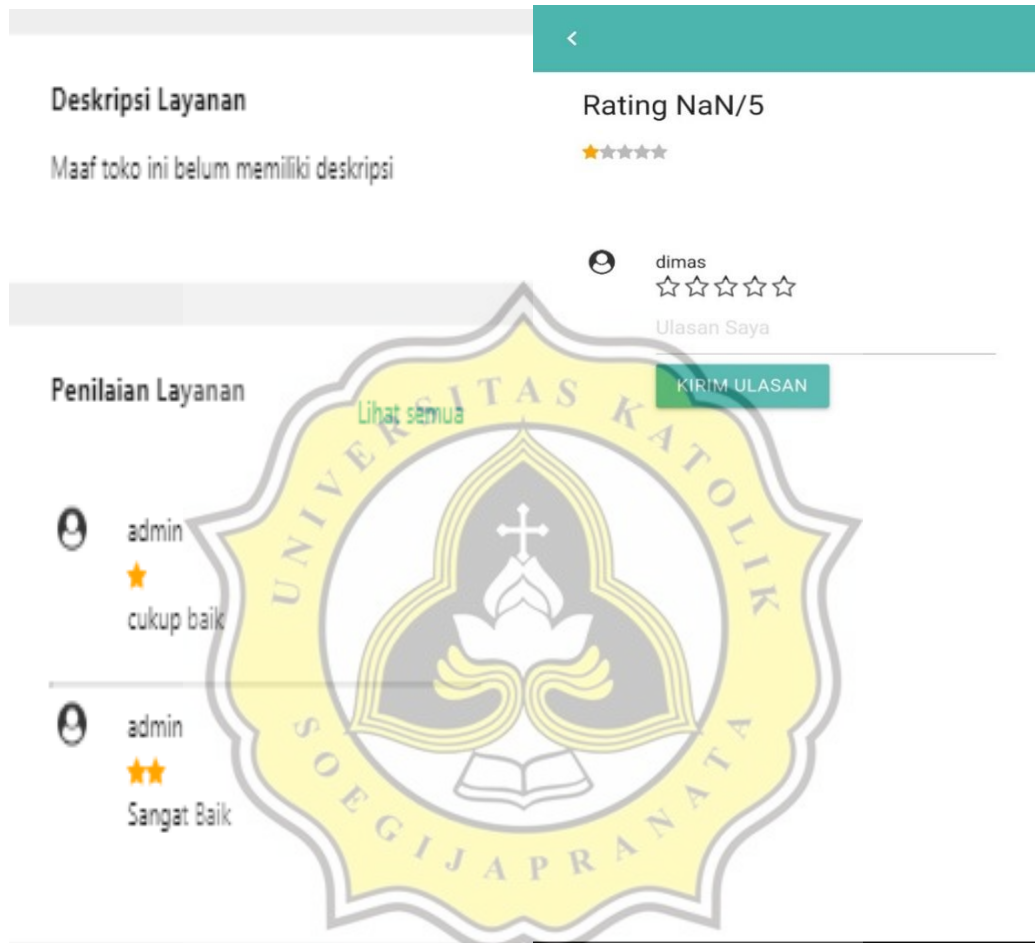 Deskripsi Layanan
Maaf toko ini belum memiliki deskripsi
Penilaian Layanan
Lihat semua
admin
cukup baik
admin
Sangat Baik
Rating NaN/5
dimas
Ulasan Saya
KIRIM ULASAN
UNIVERSITAS KATOLIK
SOEGIJAPRANATA